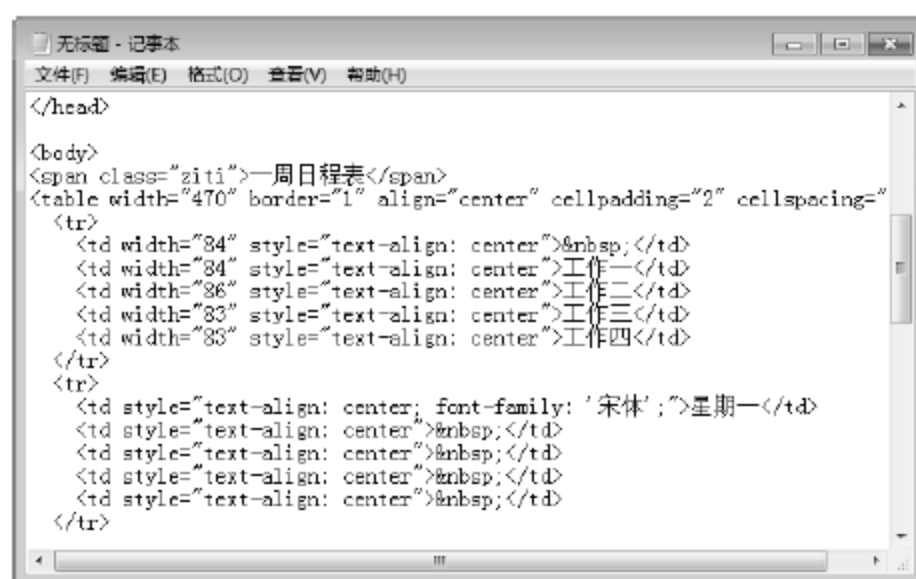 无标题 - 记事本
文件(F) 编辑(E) 格式(O) 查看(V) 帮助(H)
</head>
<body>
<span class="ziti">一周日程表</span>
<table width="470" border="1" align="center" cellpadding="2" cellspacing="
<tr>
<td width="84" style="text-align: center">&nbsp;</td>
<td width="84" style="text-align: center">工作一</td>
<td width="86" style="text-align: center">工作二</td>
<td width="83" style="text-align: center">工作三</td>
<td width="83" style="text-align: center">工作四</td>
</tr>
<tr>
<td style="text-align: center; font-family: '宋体';">星期一</td>
<td style="text-align: center">&nbsp;</td>
<td style="text-align: center">&nbsp;</td>
<td style="text-align: center">&nbsp;</td>
<td style="text-align: center">&nbsp;</td>
</tr>